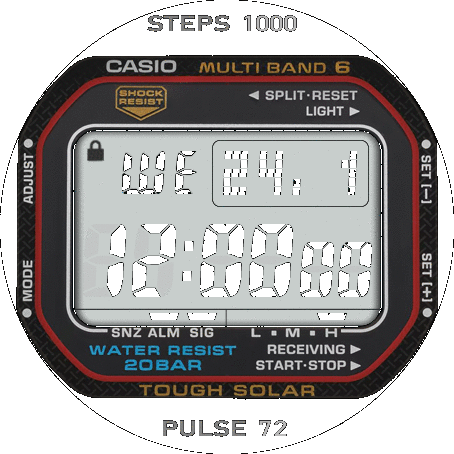 STEPS 1000
CASIO MULTI BAND 6
SHOCK RESIST
◄ SPLIT·RESET
LIGHT ►
ADJUST
MODE
SET [–]
SET [+]
WE 24. 1
12:00 00
SNZ ALM SIG L · M · H
WATER RESIST
20BAR
RECEIVING ►
START·STOP ►
TOUGH SOLAR
PULSE 72